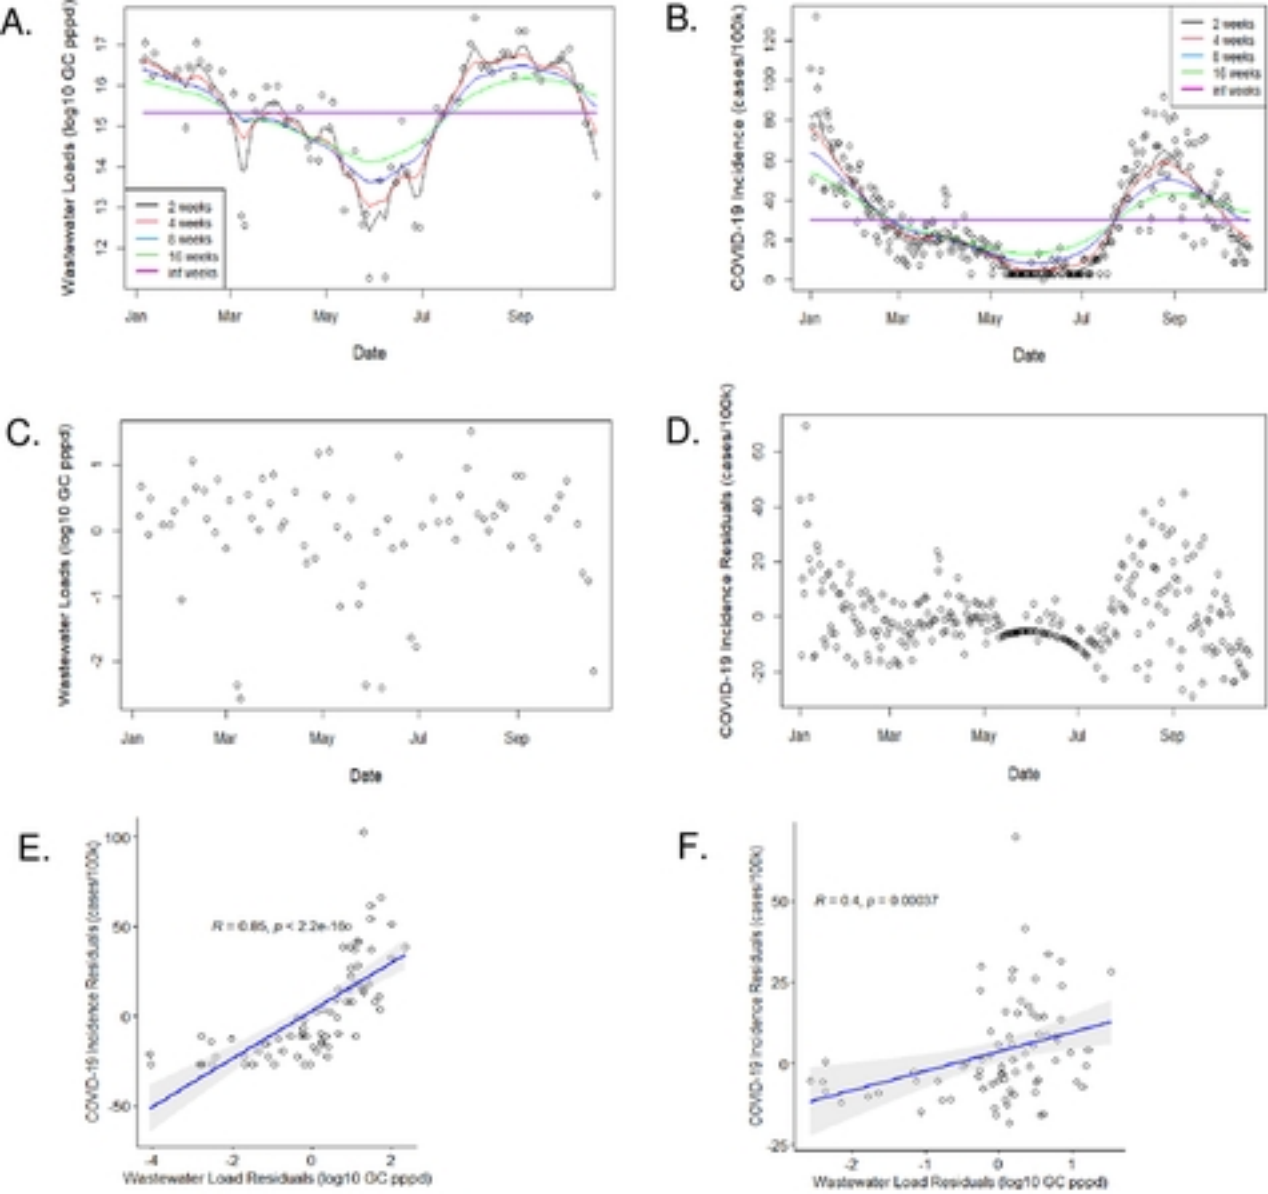 A.
Wastewater Loads (log10 GC pppd)
17
16
15
14
13
12
2 weeks
4 weeks
8 weeks
16 weeks
inf weeks
Jan Mar May Jul Sep
Date
B.
COVID-19 Incidence (cases/100k)
120
100
80
60
40
20
0
2 weeks
4 weeks
8 weeks
16 weeks
inf weeks
Jan Mar May Jul Sep
Date
C.
Wastewater Loads (log10 GC pppd)
1
0
-1
-2
Jan Mar May Jul Sep
Date
D.
COVID-19 Incidence Residuals (cases/100k)
60
40
20
0
-20
Jan Mar May Jul Sep
Date
E.
COVID-19 Incidence Residuals (cases/100k)
100
50
0
-50
R = 0.85, p < 2.2e-16
-4 -2 0 2
Wastewater Load Residuals (log10 GC pppd)
F.
COVID-19 Incidence Residuals (cases/100k)
50
25
0
-25
R = 0.4, p = 0.00037
-2 -1 0 1
Wastewater Load Residuals (log10 GC pppd)